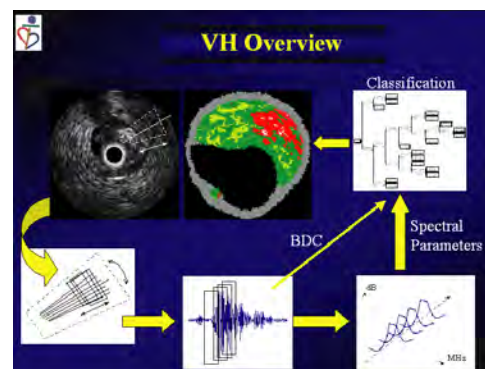 VH Overview
Classification
BDC
Spectral
Parameters
dB
MHz